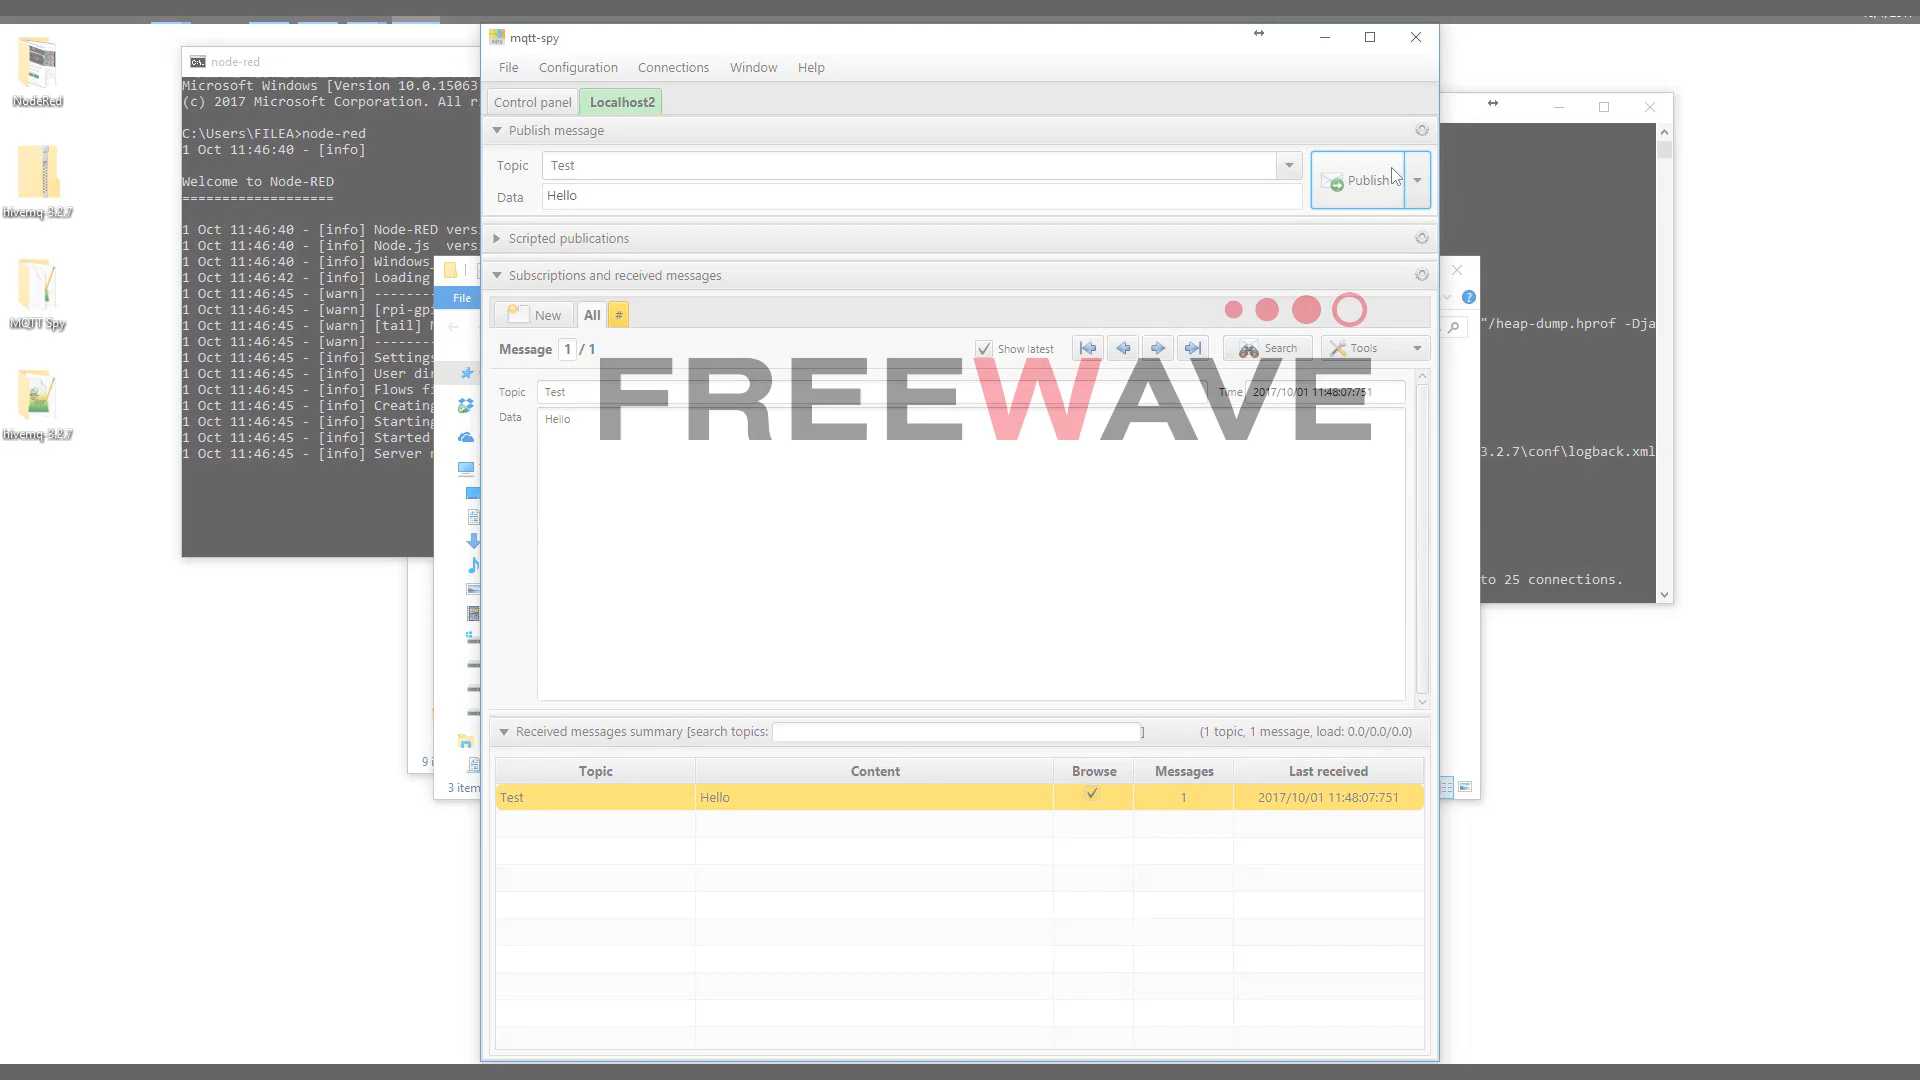 NodeRed
hivemq-3.2.7
MQTT Spy
hivemq-3.2.7
node-red
Microsoft Windows [Version 10.0.15063
(c) 2017 Microsoft Corporation. All ri
C:\Users\FILEA>node-red
1 Oct 11:46:40 - [info]
Welcome to Node-RED
===================
1 Oct 11:46:40 - [info] Node-RED versi
1 Oct 11:46:40 - [info] Node.js  versi
1 Oct 11:46:40 - [info] Windows_
1 Oct 11:46:42 - [info] Loading
1 Oct 11:46:45 - [warn] --------
1 Oct 11:46:45 - [warn] [rpi-gpi
1 Oct 11:46:45 - [warn] [tail] N
1 Oct 11:46:45 - [warn] --------
1 Oct 11:46:45 - [info] Settings
1 Oct 11:46:45 - [info] User dir
1 Oct 11:46:45 - [info] Flows fi
1 Oct 11:46:45 - [info] Creating
1 Oct 11:46:45 - [info] Starting
1 Oct 11:46:45 - [info] Started
1 Oct 11:46:45 - [info] Server n
File
9 i
3 item
mqtt-spy
File Configuration Connections Window Help
Control panel Localhost2
Publish message
Topic Test
Data Hello
Publish
Scripted publications
Subscriptions and received messages
New All #
Message 1 / 1 Show latest Search Tools
FREEWAVE
Topic Test Time 2017/10/01 11:48:07:751
Data Hello
Received messages summary [search topics: ] (1 topic, 1 message, load: 0.0/0.0/0.0)
Topic Content Browse Messages Last received
Test Hello 1 2017/10/01 11:48:07:751
"/heap-dump.hprof -Dja
3.2.7\conf\logback.xml
to 25 connections.